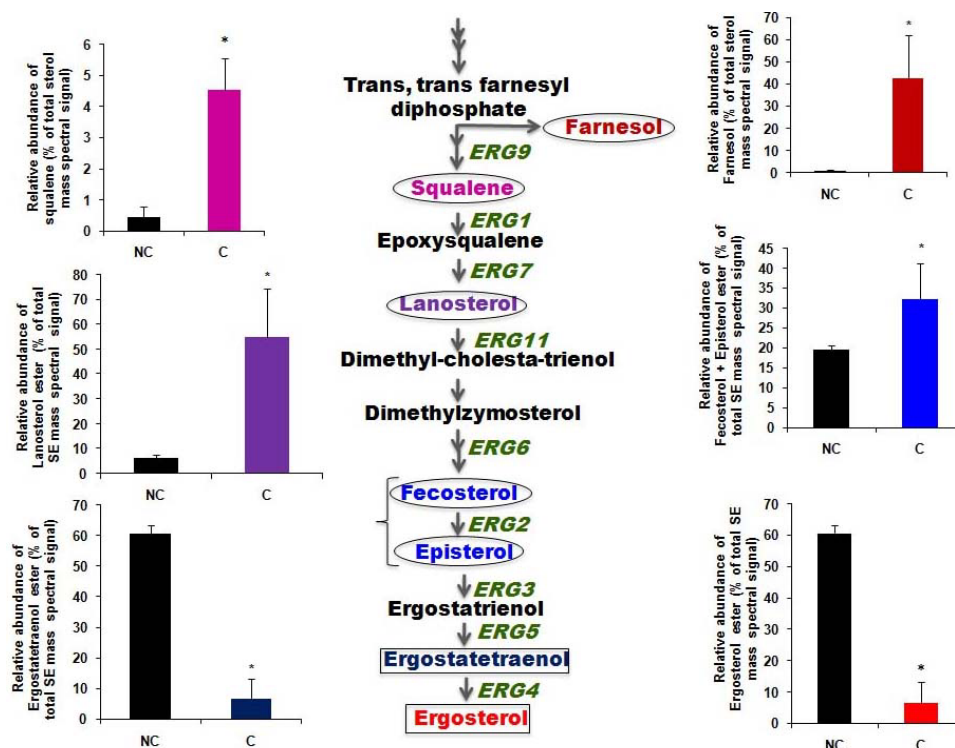 Relative abundance of
squalene (% of total sterol
mass spectral signal)
6
5
4
3
2
1
0
*
NC
C
Relative abundance of
Lanosterol ester (% of total
SE mass spectral signal)
80
70
60
50
40
30
20
10
0
*
NC
C
Relative abundance of
Ergostatetraenol ester (% of
total SE mass spectral signal)
70
60
50
40
30
20
10
0
*
NC
C
Trans, trans farnesyl
diphosphate
Farnesol
ERG9
Squalene
ERG1
Epoxysqualene
ERG7
Lanosterol
ERG11
Dimethyl-cholesta-trienol
Dimethylzymosterol
ERG6
Fecosterol
ERG2
Episterol
ERG3
Ergostatrienol
ERG5
Ergostatetraenol
ERG4
Ergosterol
Relative abundance of
Farnesol (% of total sterol
mass spectral signal)
70
60
50
40
30
20
10
0
*
NC
C
Relative abundance of
Fecosterol + Episterol ester (% of
total SE mass spectral signal)
45
40
35
30
25
20
15
10
5
0
*
NC
C
Relative abundance of
Ergosterol ester (% of total SE
mass spectral signal)
70
60
50
40
30
20
10
0
*
NC
C